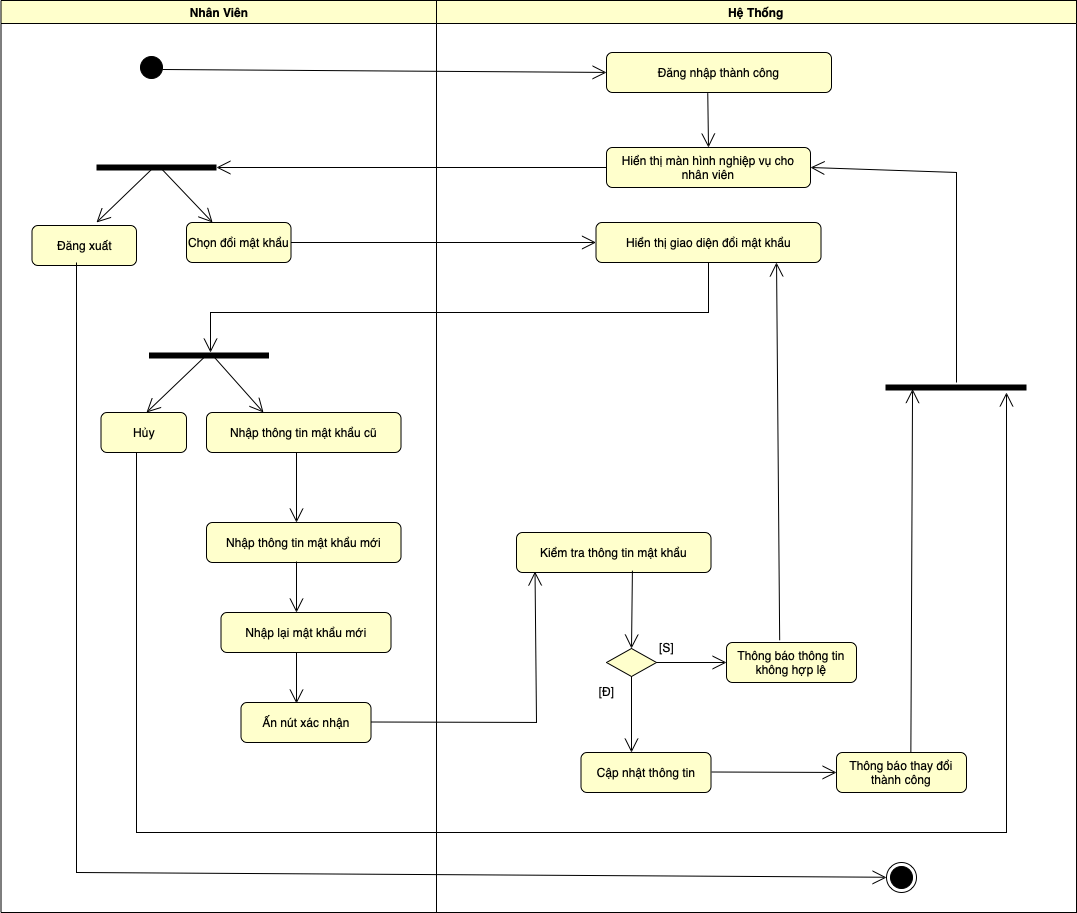 Nhân Viên
Hệ Thống
Đăng nhập thành công
Hiển thị màn hình nghiệp vụ cho
nhân viên
Đăng xuất
Chọn đổi mật khẩu
Hiển thị giao diện đổi mật khẩu
Hủy
Nhập thông tin mật khẩu cũ
Nhập thông tin mật khẩu mới
Kiểm tra thông tin mật khẩu
Nhập lại mật khẩu mới
[S]
Thông báo thông tin
không hợp lệ
[Đ]
Ấn nút xác nhận
Cập nhật thông tin
Thông báo thay đổi
thành công